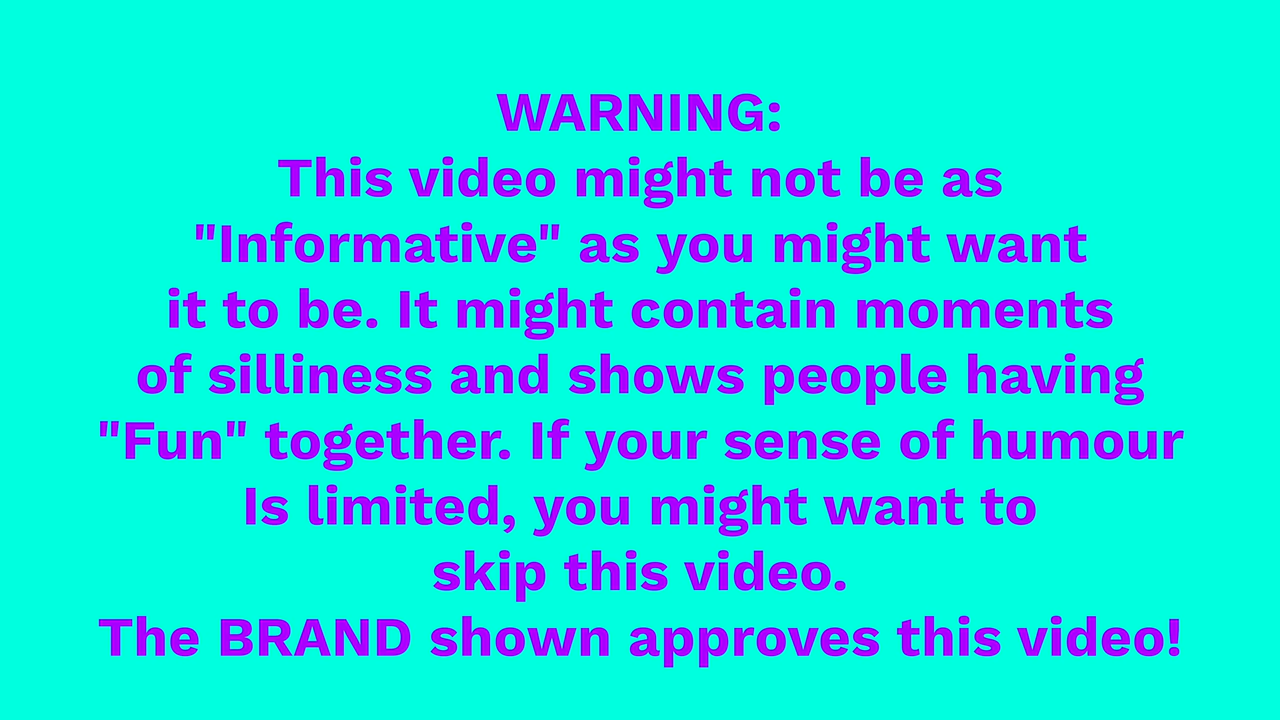 WARNING:
This video might not be as
"Informative" as you might want
it to be. It might contain moments
of silliness and shows people having
"Fun" together. If your sense of humour
Is limited, you might want to
skip this video.
The BRAND shown approves this video!